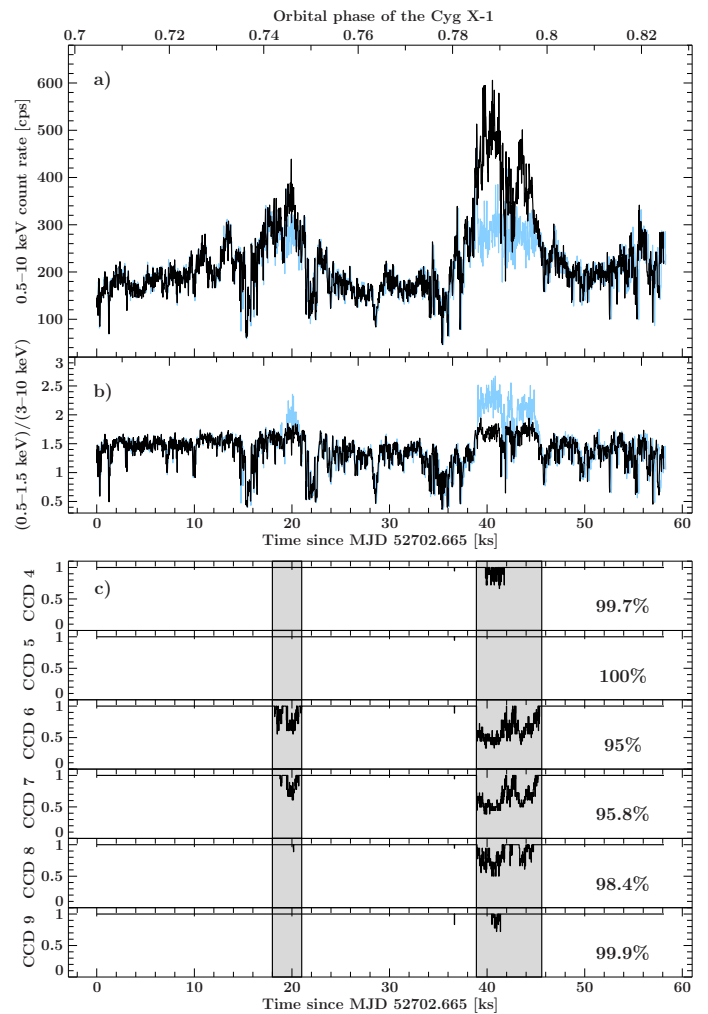 Orbital phase of the Cyg X-1
0.7 0.72 0.74 0.76 0.78 0.8 0.82
a)
0.5–10 keV count rate [cps]
600
500
400
300
200
100
b)
(0.5–1.5 keV)/(3–10 keV)
3
2.5
2
1.5
1
0.5
0 10 20 30 40 50 60
Time since MJD 52702.665 [ks]
c)
CCD 4
1
0.5
0
99.7%
CCD 5
1
0.5
0
100%
CCD 6
1
0.5
0
95%
CCD 7
1
0.5
0
95.8%
CCD 8
1
0.5
0
98.4%
CCD 9
1
0.5
0
99.9%
0 10 20 30 40 50 60
Time since MJD 52702.665 [ks]